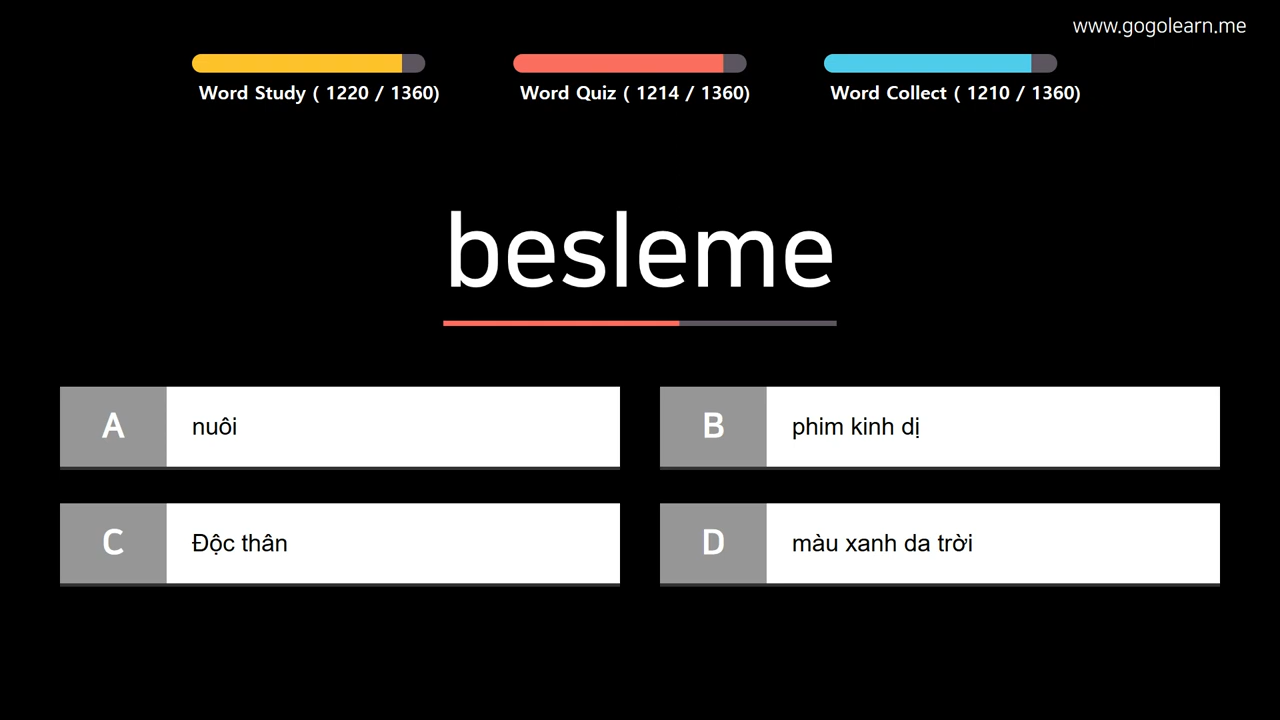 www.gogolearn.me
Word Study ( 1220 / 1360)
Word Quiz ( 1214 / 1360)
Word Collect ( 1210 / 1360)
besleme
A nuôi
B phim kinh dị
C Độc thân
D màu xanh da trời